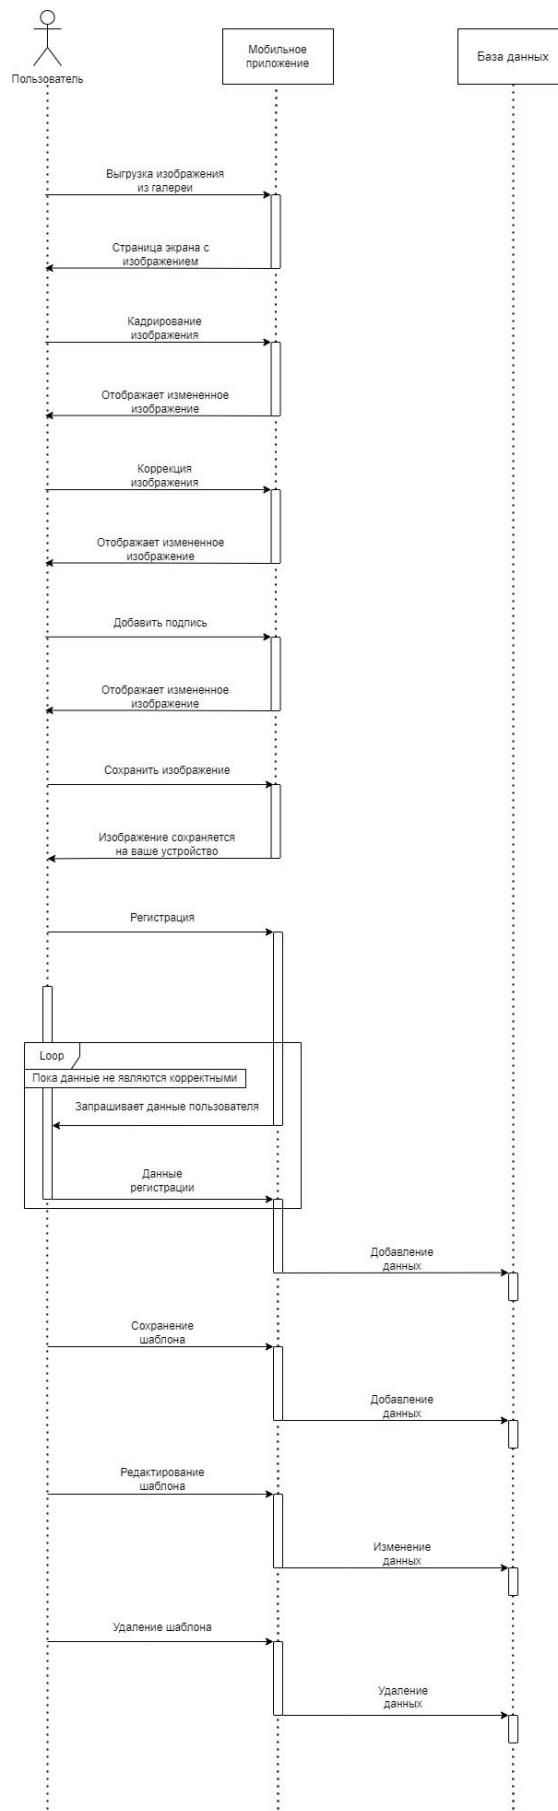 Пользователь
Мобильное
приложение
База данных
Выгрузка изображения
из галереи
Страница экрана с
изображением
Кадрирование
изображения
Отображает измененное
изображение
Коррекция
изображения
Отображает измененное
изображение
Добавить подпись
Отображает измененное
изображение
Сохранить изображение
Изображение сохраняется
на ваше устройство
Регистрация
Loop
Пока данные не являются корректными
Запрашивает данные пользователя
Данные
регистрации
Добавление
данных
Сохранение
шаблона
Добавление
данных
Редактирование
шаблона
Изменение
данных
Удаление шаблона
Удаление
данных